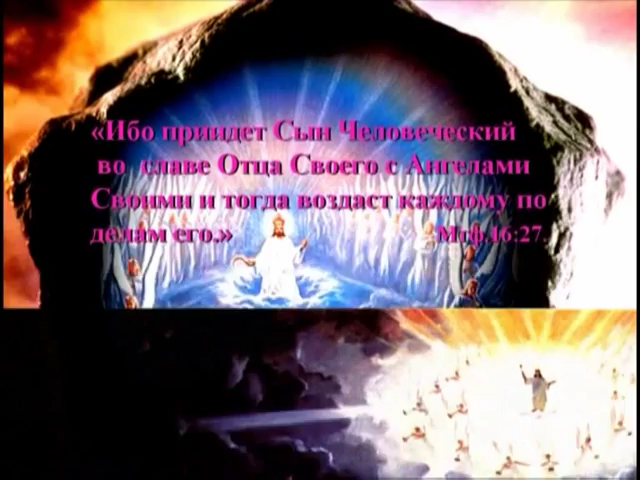 «Ибо приидет Сын Человеческий
во славе Отца Своего с Ангелами
Своими и тогда воздаст каждому по
делам его.» Мтф.16:27.